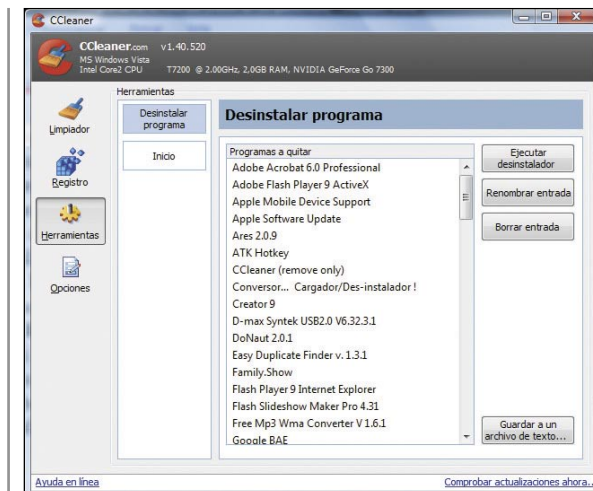 CCleaner
CCleaner.com v1.40.520
MS Windows Vista
Intel Core2 CPU T7200 @ 2.00GHz, 2,0GB RAM, NVIDIA GeForce Go 7300
Limpiador
Registro
Herramientas
Opciones
Herramientas
Desinstalar
programa
Inicio
Desinstalar programa
Programas a quitar
Adobe Acrobat 6.0 Professional
Adobe Flash Player 9 ActiveX
Apple Mobile Device Support
Apple Software Update
Ares 2.0.9
ATK Hotkey
CCleaner (remove only)
Conversor... Cargador/Des-instalador !
Creator 9
D-max Syntek USB2.0 V6.32.3.1
DoNaut 2.0.1
Easy Duplicate Finder v. 1.3.1
Family.Show
Flash Player 9 Internet Explorer
Flash Slideshow Maker Pro 4.31
Free Mp3 Wma Converter V 1.6.1
Google BAE
Ejecutar
desinstalador
Renombrar entrada
Borrar entrada
Guardar a un
archivo de texto...
Ayuda en línea
Comprobar actualizaciones ahora..